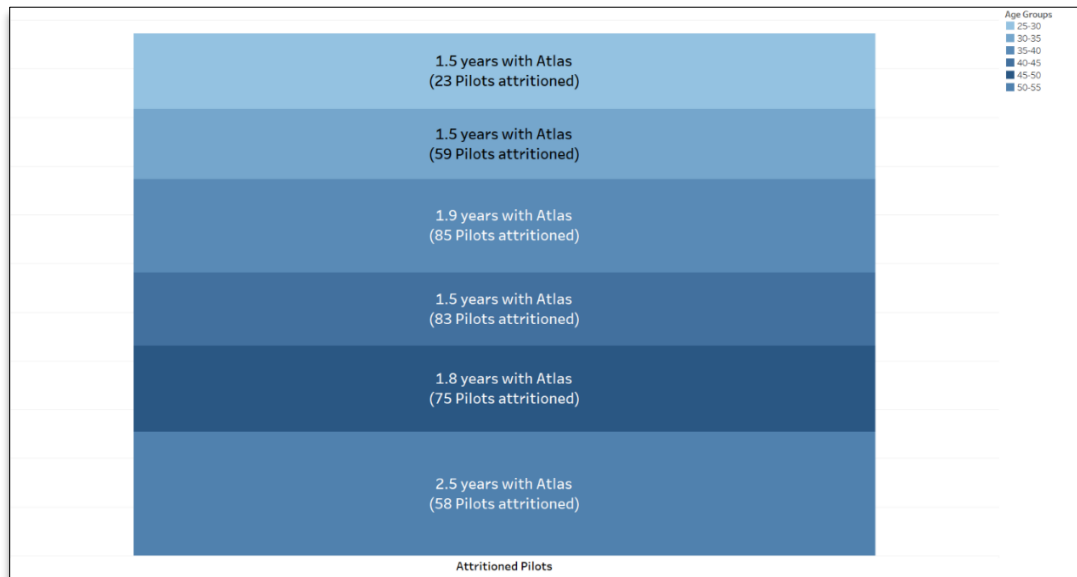 Age Groups
25-30
30-35
35-40
40-45
45-50
50-55
1.5 years with Atlas
(23 Pilots attritioned)
1.5 years with Atlas
(59 Pilots attritioned)
1.9 years with Atlas
(85 Pilots attritioned)
1.5 years with Atlas
(83 Pilots attritioned)
1.8 years with Atlas
(75 Pilots attritioned)
2.5 years with Atlas
(58 Pilots attritioned)
Attritioned Pilots